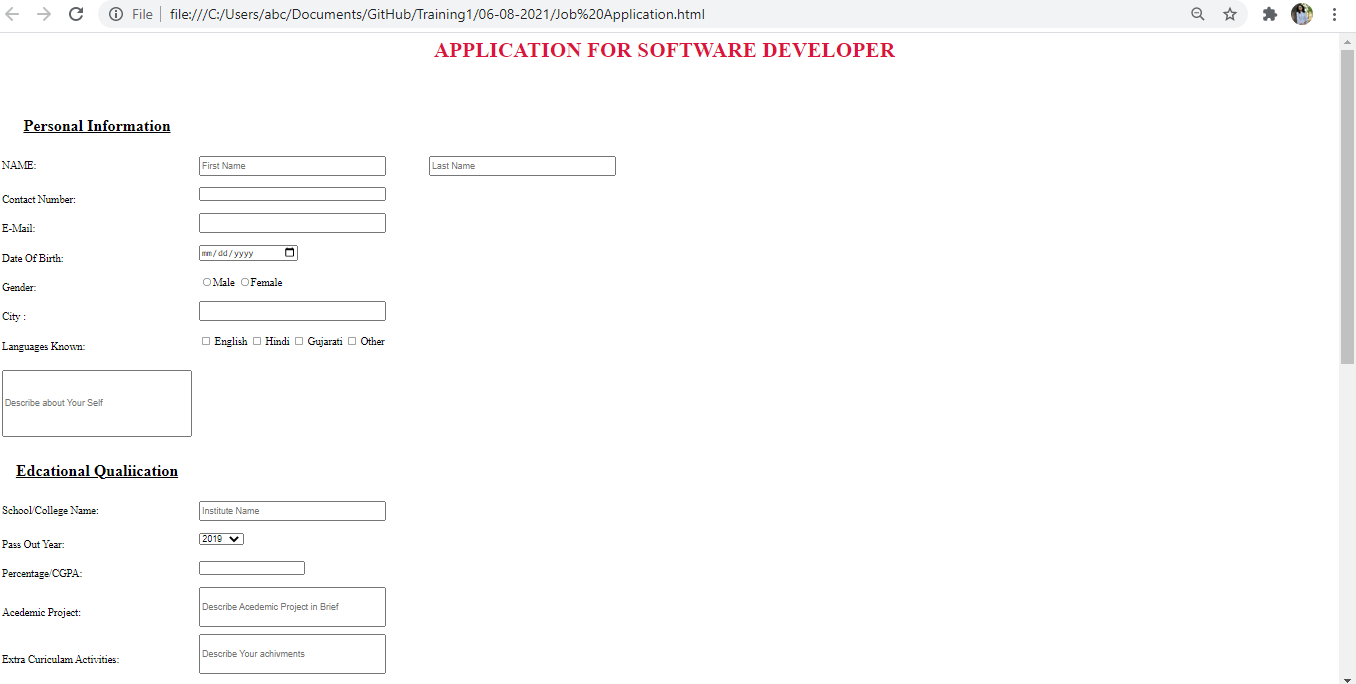 File file:///C:/Users/abc/Documents/GitHub/Training1/06-08-2021/Job%20Application.html
APPLICATION FOR SOFTWARE DEVELOPER
Personal Information
NAME: First Name Last Name
Contact Number:
E-Mail:
Date Of Birth: mm/dd/yyyy
Gender: Male Female
City :
Languages Known: English Hindi Gujarati Other
Describe about Your Self
Edcational Qualiication
School/College Name: Institute Name
Pass Out Year: 2019
Percentage/CGPA:
Acedemic Project: Describe Acedemic Project in Brief
Extra Curiculam Activities: Describe Your achivments